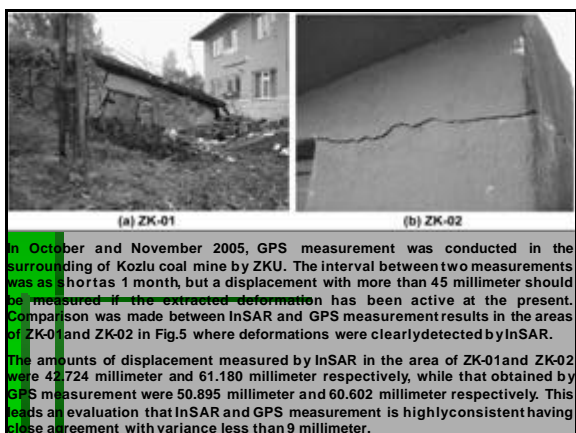 (a) ZK-01
(b) ZK-02
In October and November 2005, GPS measurement was conducted in the
surrounding of Kozlu coal mine by ZKU. The interval between two measurements
was as short as 1 month, but a displacement with more than 45 millimeter should
be measured if the extracted deformation has been active at the present.
Comparison was made between InSAR and GPS measurement results in the areas
of ZK-01 and ZK-02 in Fig.5 where deformations were clearly detected by InSAR.
The amounts of displacement measured by InSAR in the area of ZK-01and ZK-02
were 42.724 millimeter and 61.180 millimeter respectively, while that obtained by
GPS measurement were 50.895 millimeter and 60.602 millimeter respectively. This
leads an evaluation that InSAR and GPS measurement is highly consistent having
close agreement with variance less than 9 millimeter.